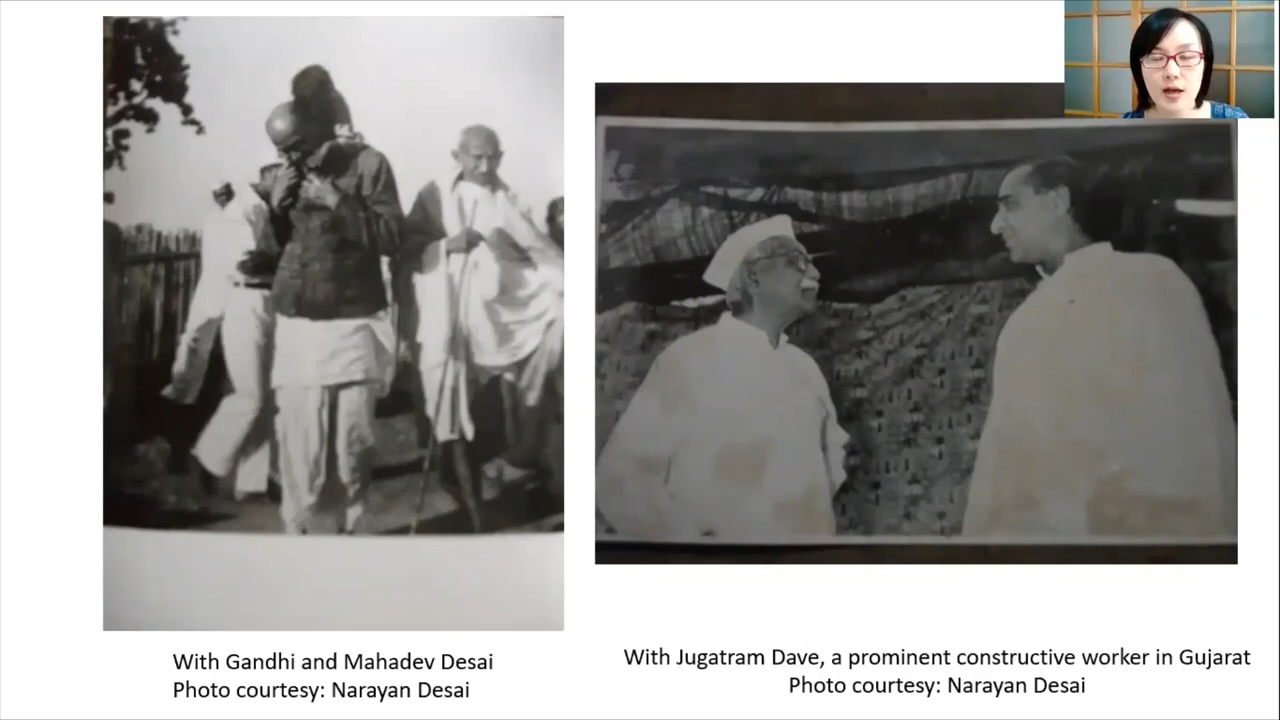 With Gandhi and Mahadev Desai
Photo courtesy: Narayan Desai
With Jugatram Dave, a prominent constructive worker in Gujarat
Photo courtesy: Narayan Desai